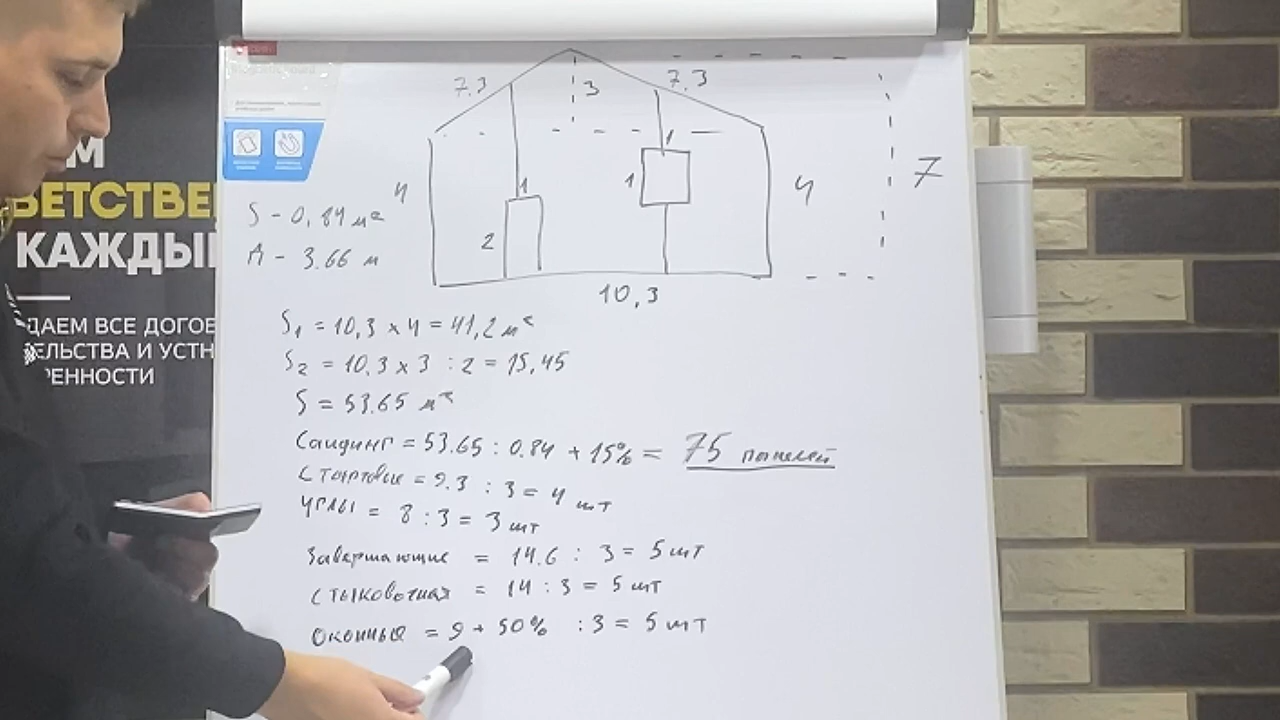 7.3
3
7.3
4
1
1
4
7
1
2
S - 0,84 м²
Д - 3.66 м
10,3
S₁ = 10,3 x 4 = 41,2 м²
S₂ = 10,3 x 3 : 2 = 15,45
S = 53.65 м²
Сайдинг = 53.65 : 0.84 + 15% = 75 панелей
Стартовые = 9.3 : 3 = 4 шт
Углы = 8 : 3 = 3 шт
Завершающие = 14.6 : 3 = 5 шт
Стыковочная = 14 : 3 = 5 шт
Оконные = 9 + 50% : 3 = 5 шт
КАЖДЫ
ДАЕМ ВСЕ ДОГОВ
ЕЛЬСТВА И УСТН
РЕННОСТИ